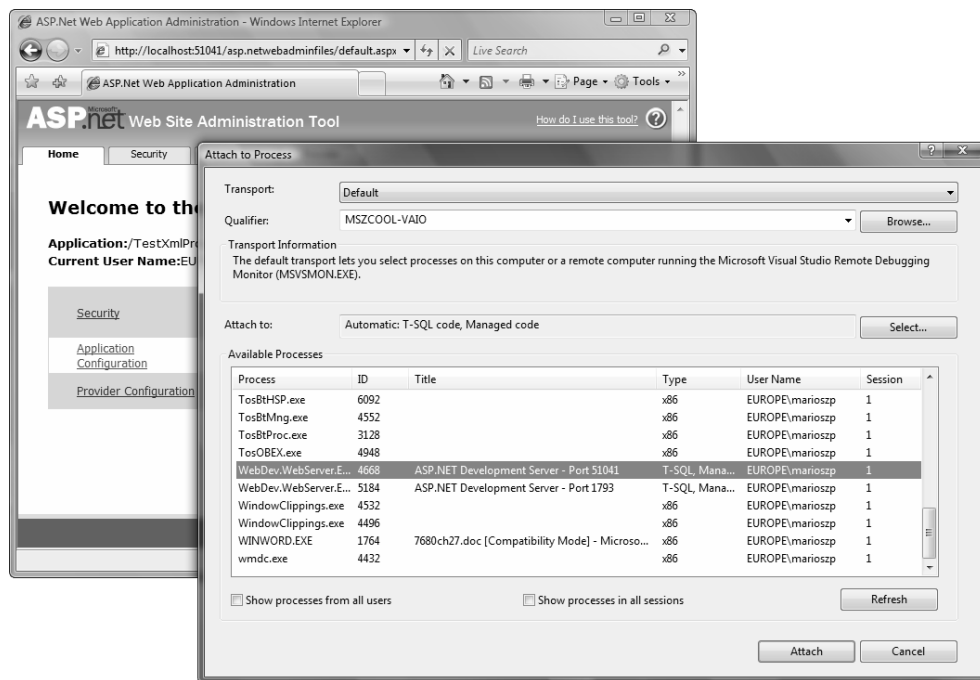 ASP.Net Web Application Administration - Windows Internet Explorer
http://localhost:51041/asp.netwebadminfiles/default.aspx
Live Search
ASP.Net Web Application Administration
Page
Tools
Microsoft
ASP.net Web Site Administration Tool
How do I use this tool?
Home
Security
Welcome to the
Application:/TestXmlPr
Current User Name:EU
Security
Application
Configuration
Provider Configuration
Attach to Process
Transport:
Default
Qualifier:
MSZCOOL-VAIO
Browse...
Transport Information
The default transport lets you select processes on this computer or a remote computer running the Microsoft Visual Studio Remote Debugging
Monitor (MSVSMON.EXE).
Attach to:
Automatic: T-SQL code, Managed code
Select...
Available Processes
Process ID Title Type User Name Session
TosBtHSP.exe 6092 x86 EUROPE\marioszp 1
TosBtMng.exe 4552 x86 EUROPE\marioszp 1
TosBtProc.exe 3128 x86 EUROPE\marioszp 1
TosOBEX.exe 4948 x86 EUROPE\marioszp 1
WebDev.WebServer.E... 4668 ASP.NET Development Server - Port 51041 T-SQL, Mana... EUROPE\marioszp 1
WebDev.WebServer.E... 5184 ASP.NET Development Server - Port 1793 T-SQL, Mana... EUROPE\marioszp 1
WindowClippings.exe 4532 x86 EUROPE\marioszp 1
WindowClippings.exe 4496 x86 EUROPE\marioszp 1
WINWORD.EXE 1764 7680ch27.doc [Compatibility Mode] - Microso... x86 EUROPE\marioszp 1
wmdc.exe 4432 x86 EUROPE\marioszp 1
Show processes from all users
Show processes in all sessions
Refresh
Attach
Cancel